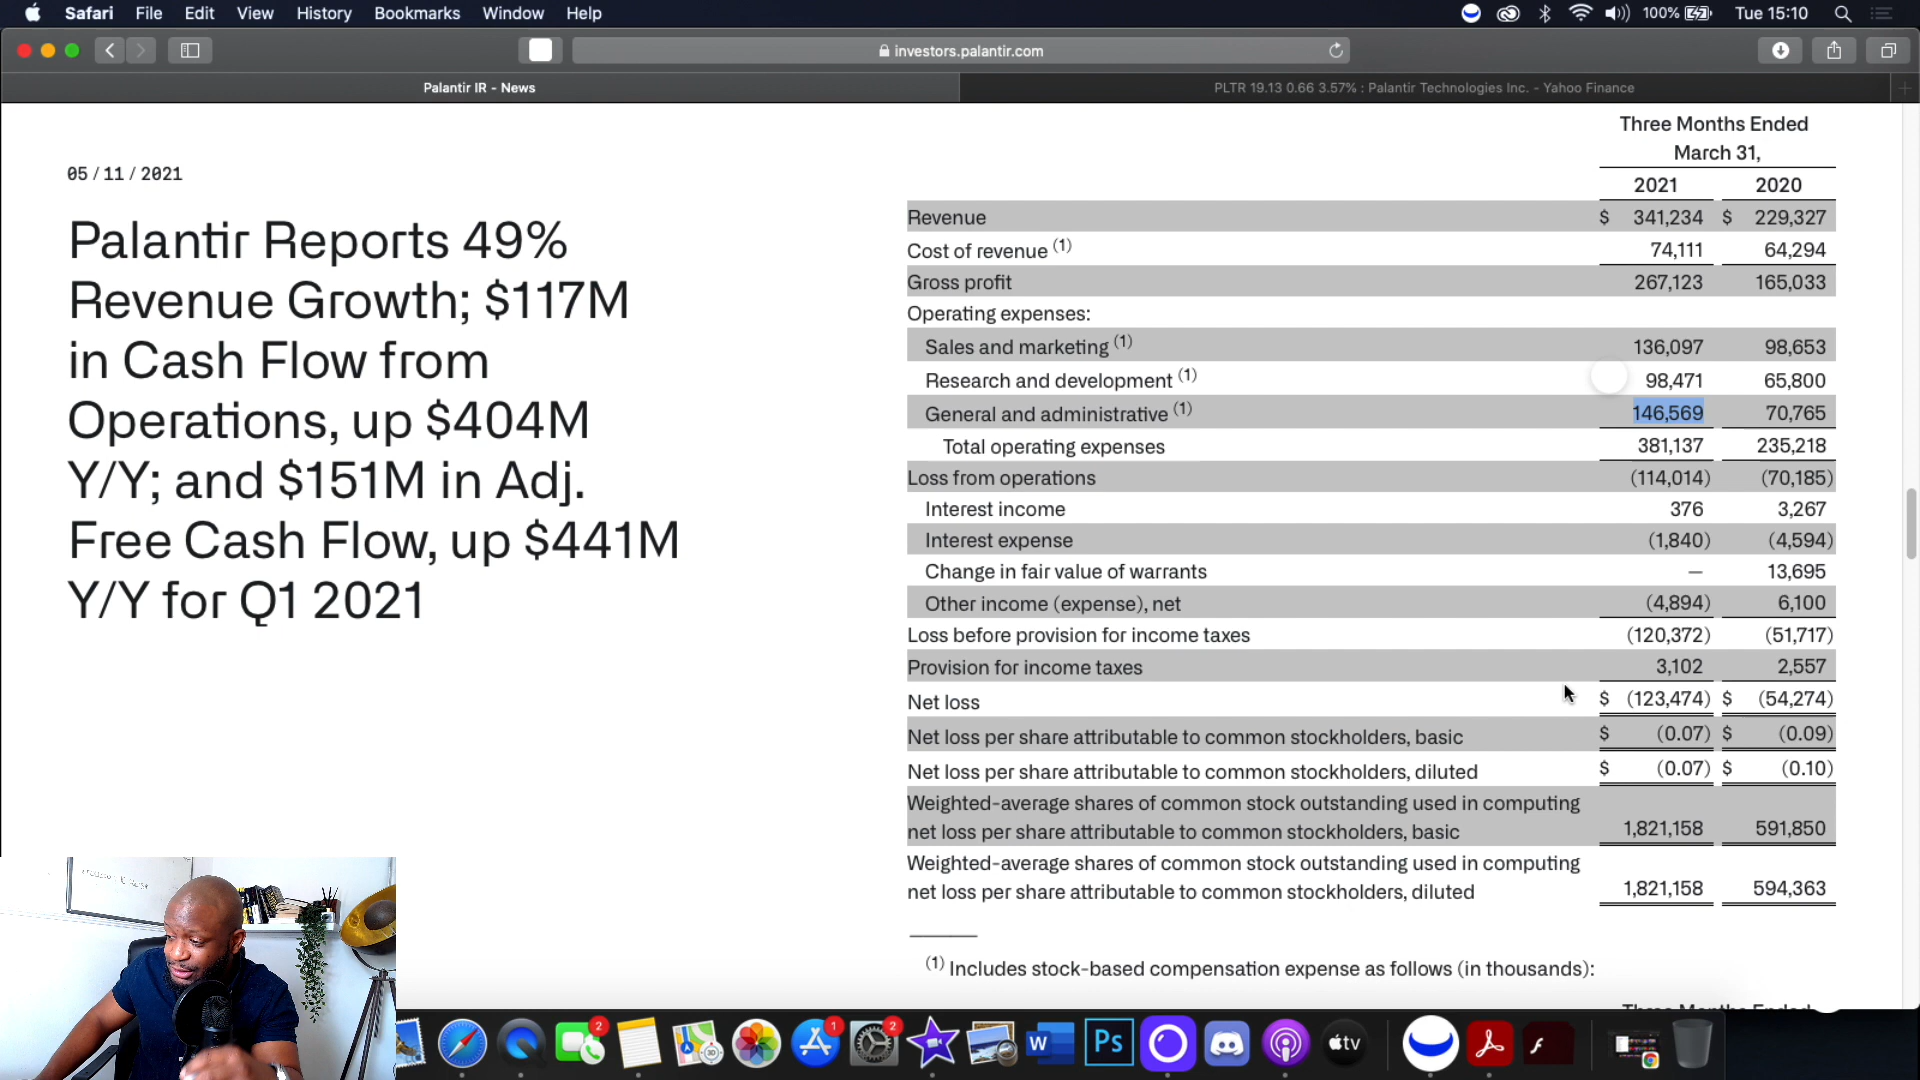 Safari File Edit View History Bookmarks Window Help 100% Tue 15:10
investors.palantir.com
Palantir IR - News
PLTR 19.13 0.66 3.57% : Palantir Technologies Inc. - Yahoo Finance
05 / 11 / 2021
Palantir Reports 49%
Revenue Growth; $117M
in Cash Flow from
Operations, up $404M
Y/Y; and $151M in Adj.
Free Cash Flow, up $441M
Y/Y for Q1 2021
Three Months Ended
March 31,
2021 2020
Revenue $ 341,234 $ 229,327
Cost of revenue (1) 74,111 64,294
Gross profit 267,123 165,033
Operating expenses:
Sales and marketing (1) 136,097 98,653
Research and development (1) 98,471 65,800
General and administrative (1) 146,569 70,765
Total operating expenses 381,137 235,218
Loss from operations (114,014) (70,185)
Interest income 376 3,267
Interest expense (1,840) (4,594)
Change in fair value of warrants — 13,695
Other income (expense), net (4,894) 6,100
Loss before provision for income taxes (120,372) (51,717)
Provision for income taxes 3,102 2,557
Net loss $ (123,474) $ (54,274)
Net loss per share attributable to common stockholders, basic $ (0.07) $ (0.09)
Net loss per share attributable to common stockholders, diluted $ (0.07) $ (0.10)
Weighted-average shares of common stock outstanding used in computing
net loss per share attributable to common stockholders, basic 1,821,158 591,850
Weighted-average shares of common stock outstanding used in computing
net loss per share attributable to common stockholders, diluted 1,821,158 594,363
(1) Includes stock-based compensation expense as follows (in thousands):
2 1 2 W Ps tv